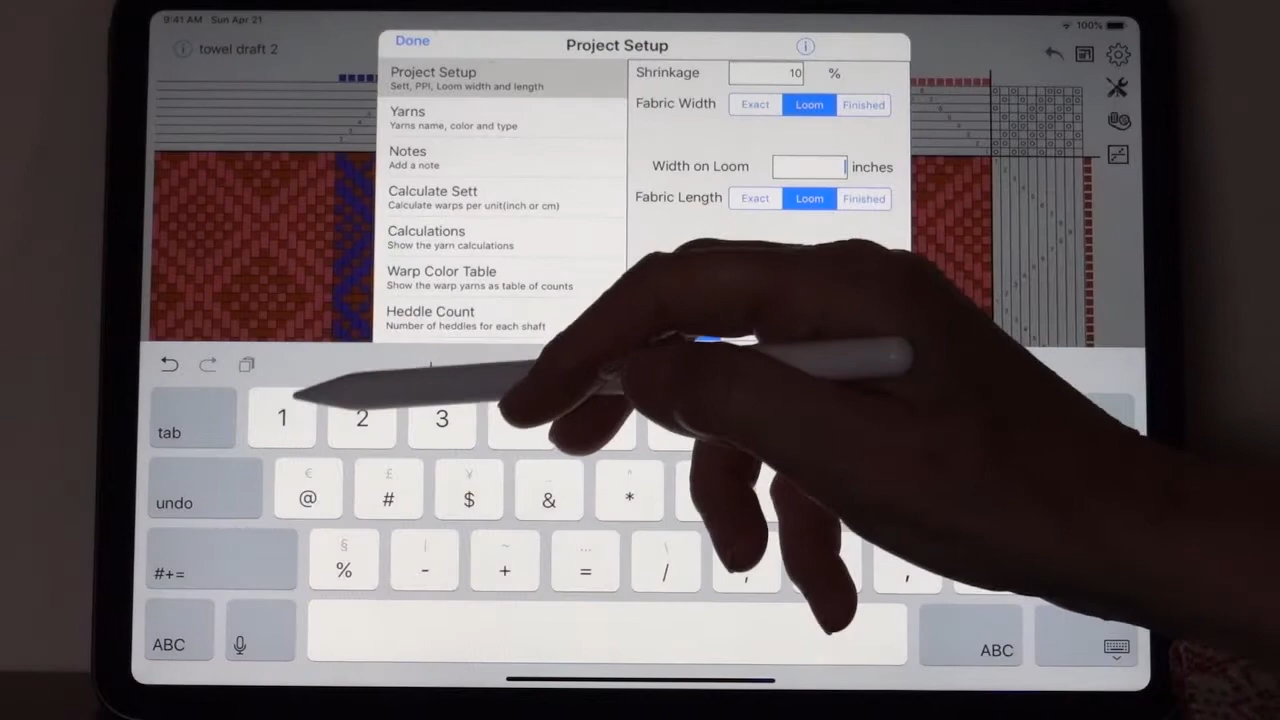 9:41 AM Sun Apr 21
100%
towel draft 2
Done
Project Setup
Project Setup
Sett, PPI, Loom width and length
Yarns
Yarns name, color and type
Notes
Add a note
Calculate Sett
Calculate warps per unit(inch or cm)
Calculations
Show the yarn calculations
Warp Color Table
Show the warp yarns as table of counts
Heddle Count
Number of heddles for each shaft
Shrinkage 10 %
Fabric Width Exact Loom Finished
Width on Loom inches
Fabric Length Exact Loom Finished
tab 1 2 3
€ £ ¥ ^
undo @ # $ & *
§ | ~ … \
#+= % - + = / , ,
ABC ABC